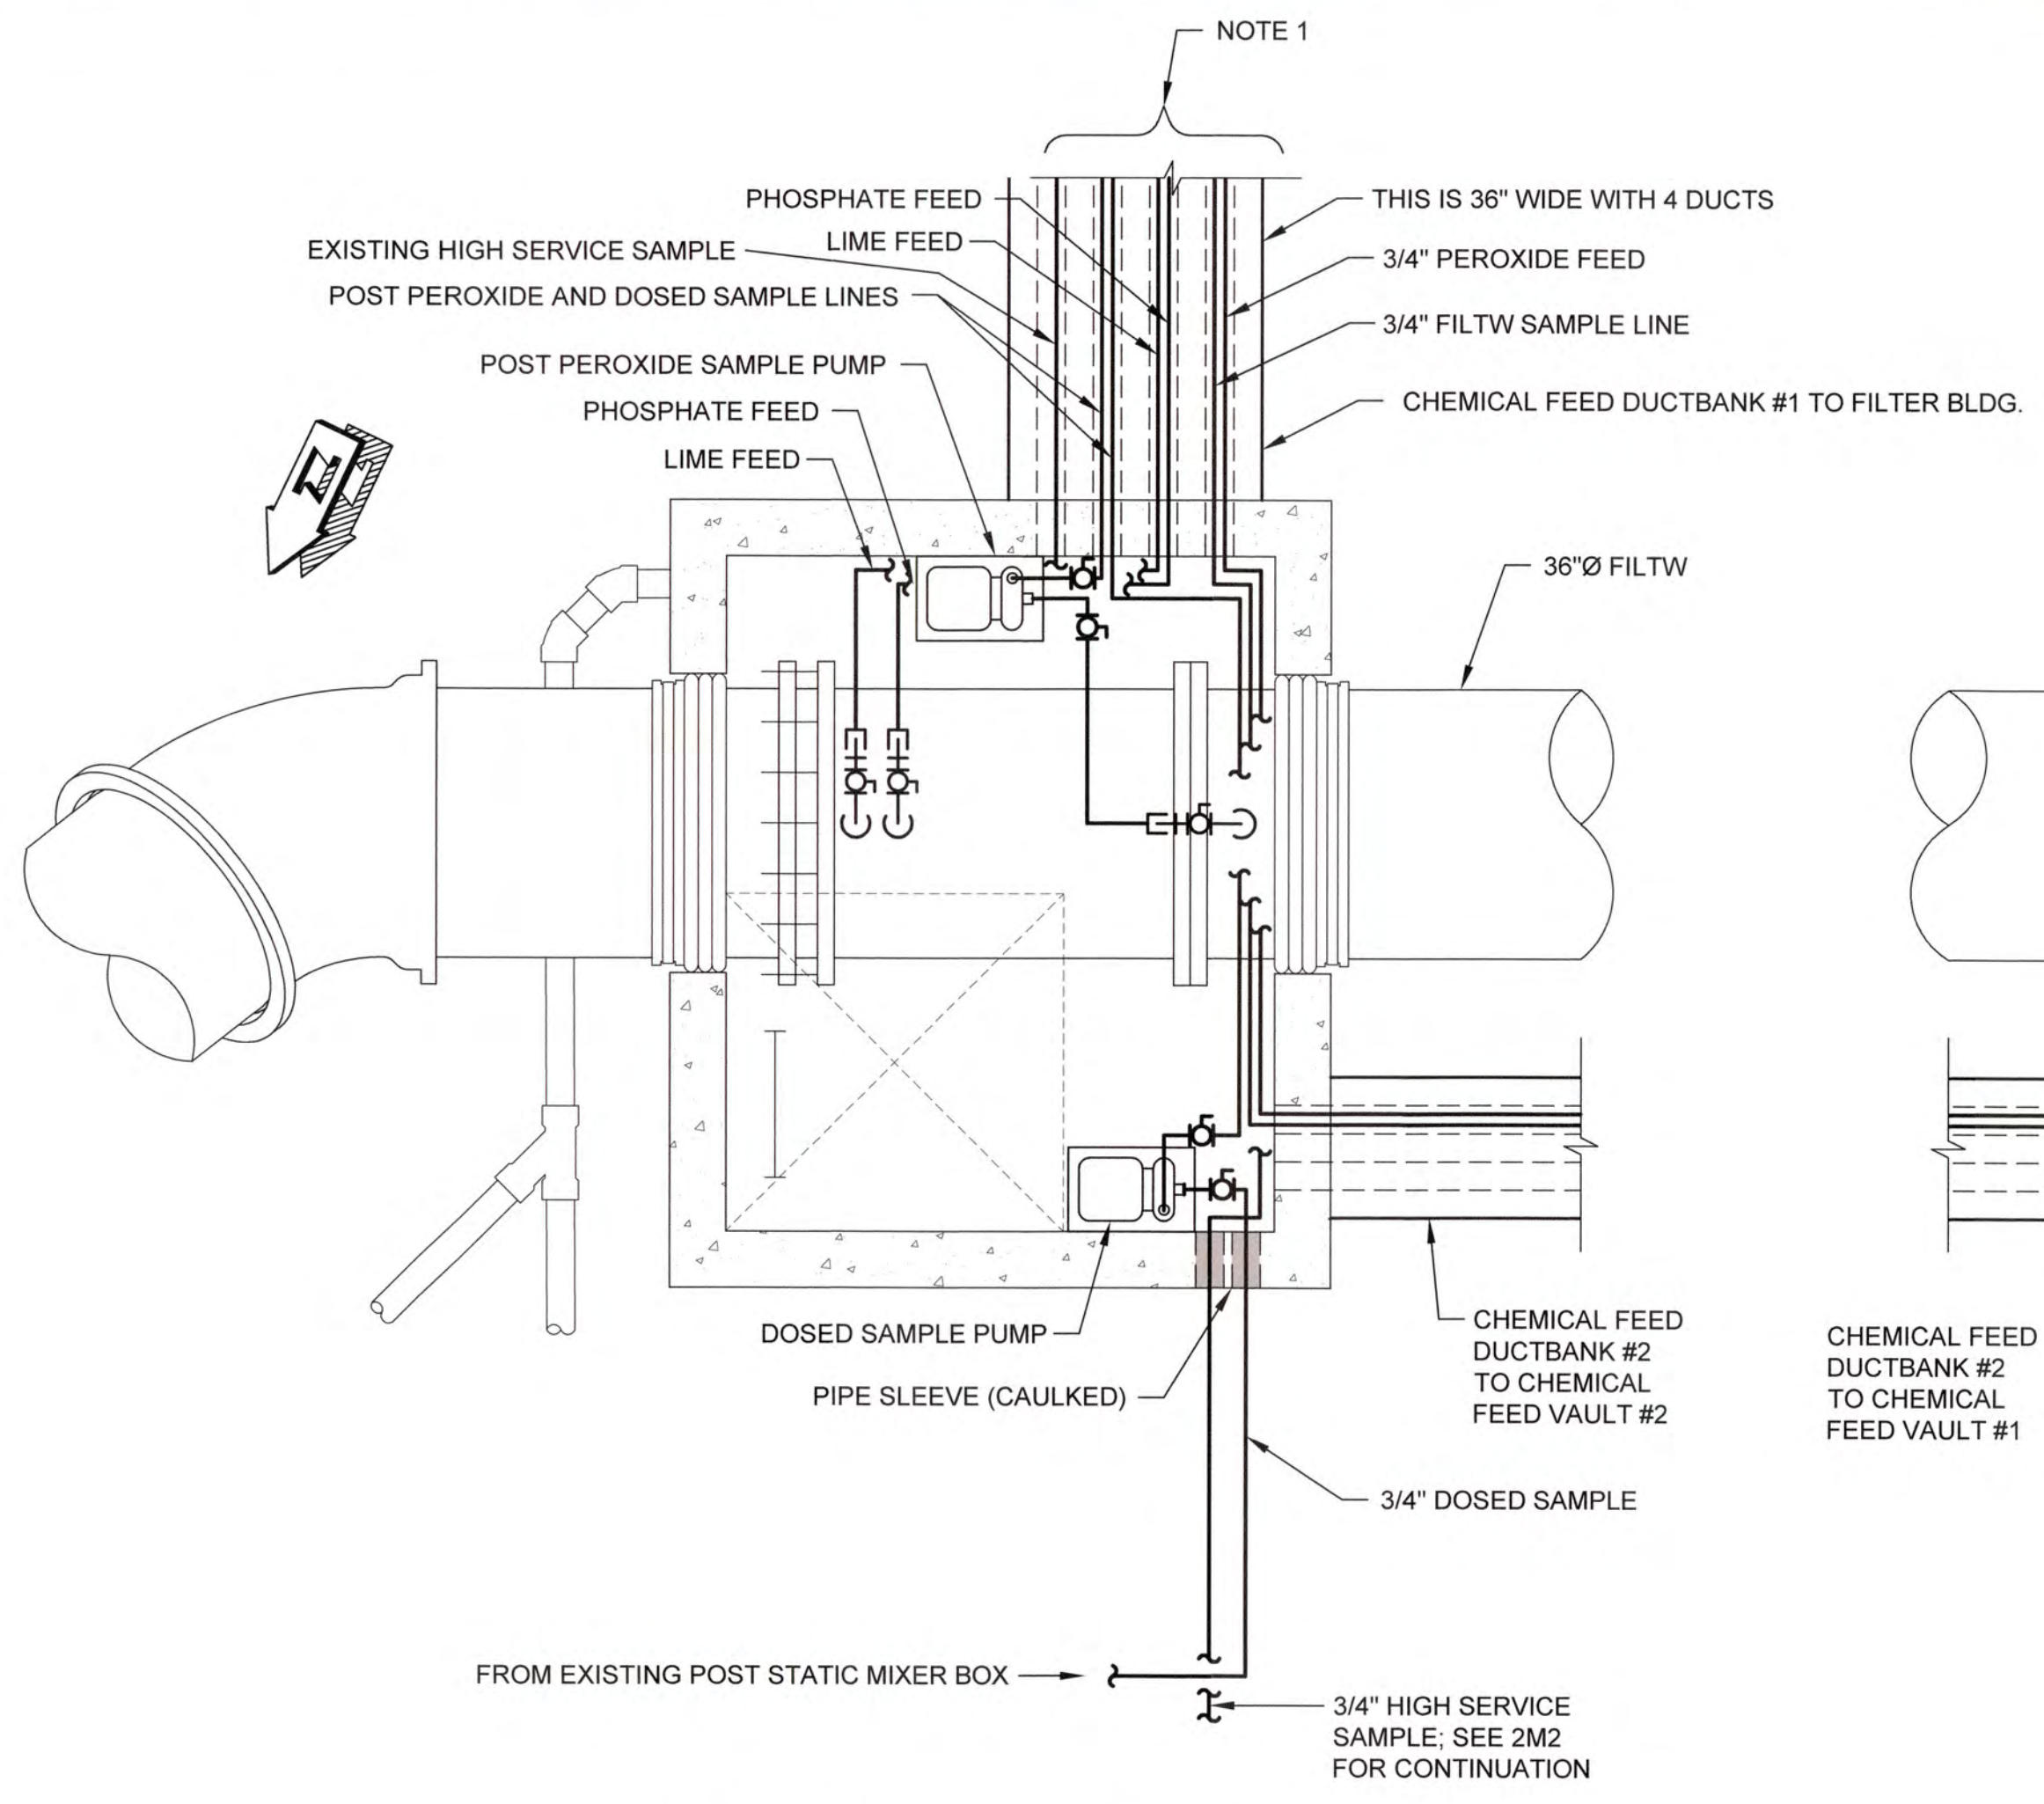 NOTE 1
PHOSPHATE FEED
THIS IS 36" WIDE WITH 4 DUCTS
LIME FEED
EXISTING HIGH SERVICE SAMPLE
3/4" PEROXIDE FEED
POST PEROXIDE AND DOSED SAMPLE LINES
3/4" FILTW SAMPLE LINE
POST PEROXIDE SAMPLE PUMP
PHOSPHATE FEED
CHEMICAL FEED DUCTBANK #1 TO FILTER BLDG.
LIME FEED
N
36"Ø FILTW
DOSED SAMPLE PUMP
PIPE SLEEVE (CAULKED)
CHEMICAL FEED
DUCTBANK #2
TO CHEMICAL
FEED VAULT #2
CHEMICAL FEED
DUCTBANK #2
TO CHEMICAL
FEED VAULT #1
3/4" DOSED SAMPLE
FROM EXISTING POST STATIC MIXER BOX
3/4" HIGH SERVICE
SAMPLE; SEE 2M2
FOR CONTINUATION